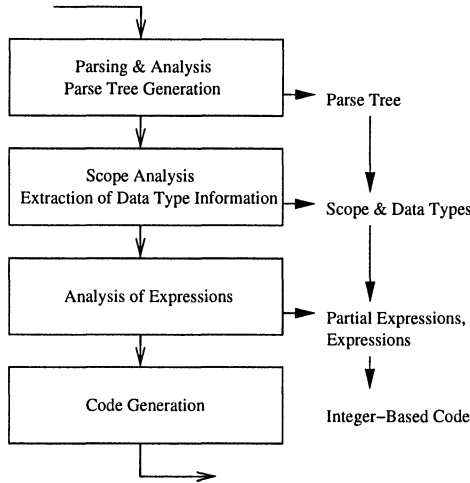 Parsing & Analysis
Parse Tree Generation
Parse Tree
Scope Analysis
Extraction of Data Type Information
Scope & Data Types
Analysis of Expressions
Partial Expressions,
Expressions
Code Generation
Integer−Based Code